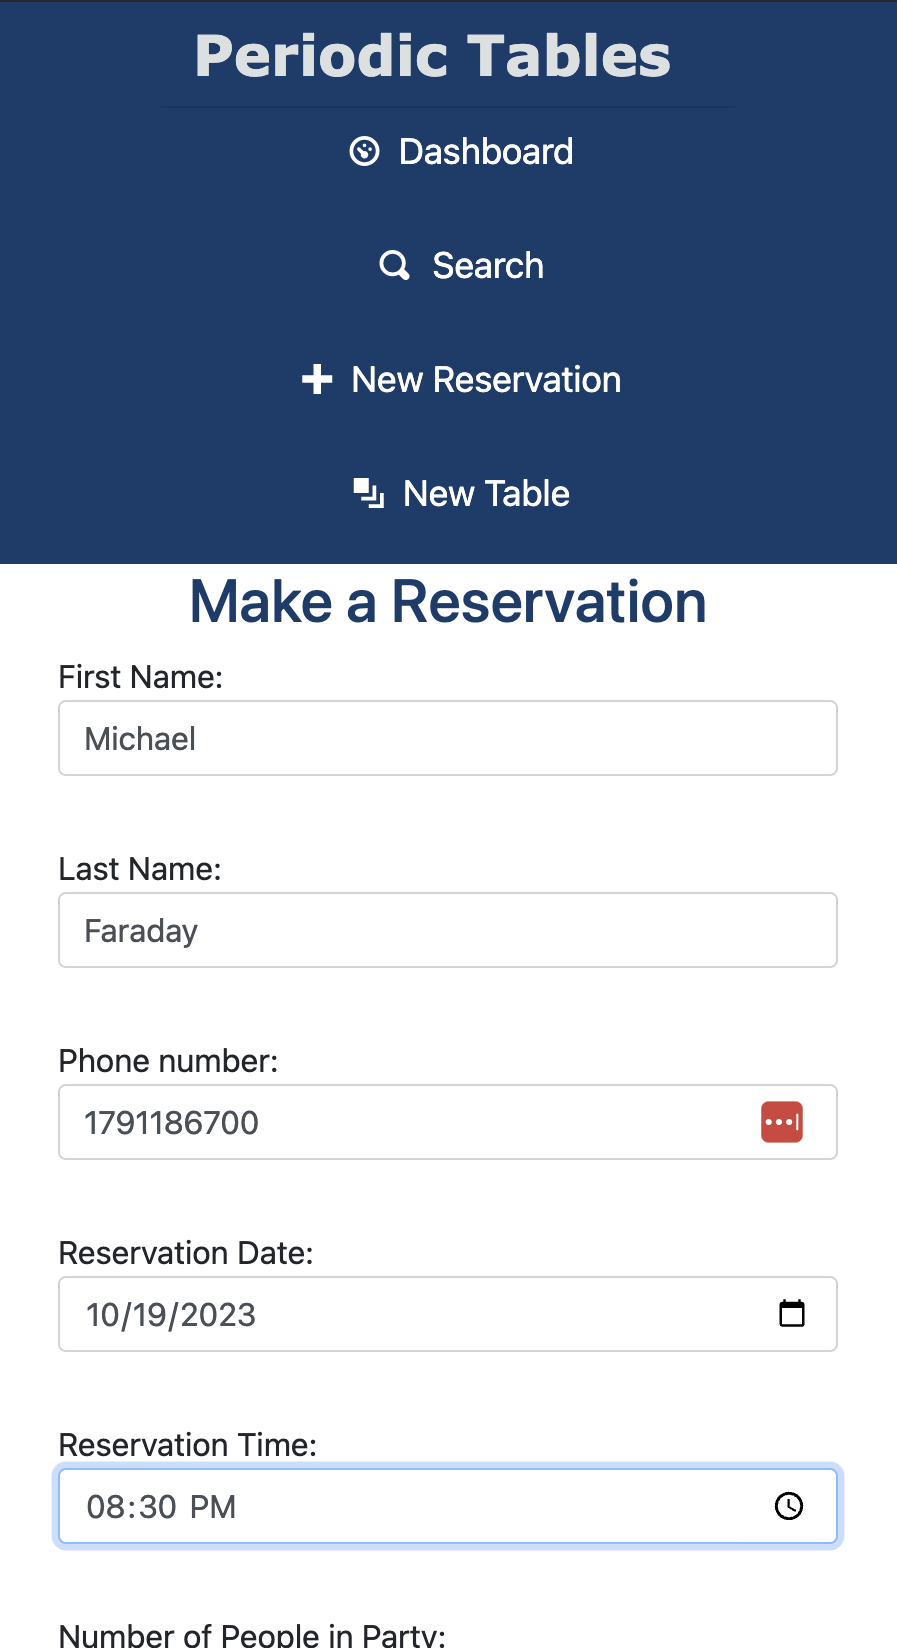 Periodic Tables
Dashboard
Search
New Reservation
New Table
Make a Reservation
First Name:
Michael
Last Name:
Faraday
Phone number:
1791186700
Reservation Date:
10/19/2023
Reservation Time:
08:30 PM
Number of People in Party: